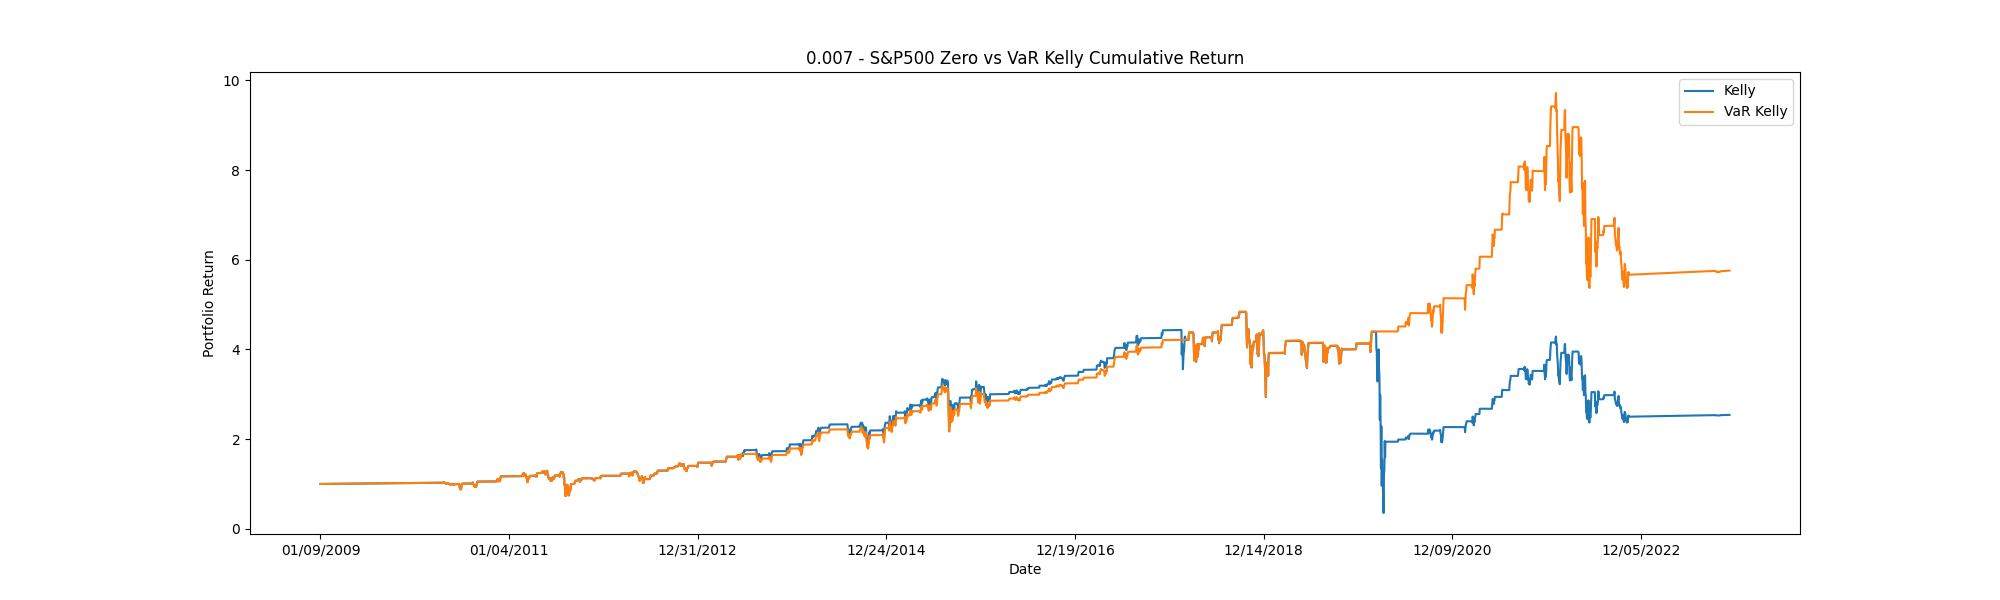 0.007 - S&P500 Zero vs VaR Kelly Cumulative Return
10
8
6
4
2
0
Portfolio Return
Kelly
VaR Kelly
01/09/2009
01/04/2011
12/31/2012
12/24/2014
12/19/2016
12/14/2018
12/09/2020
12/05/2022
Date